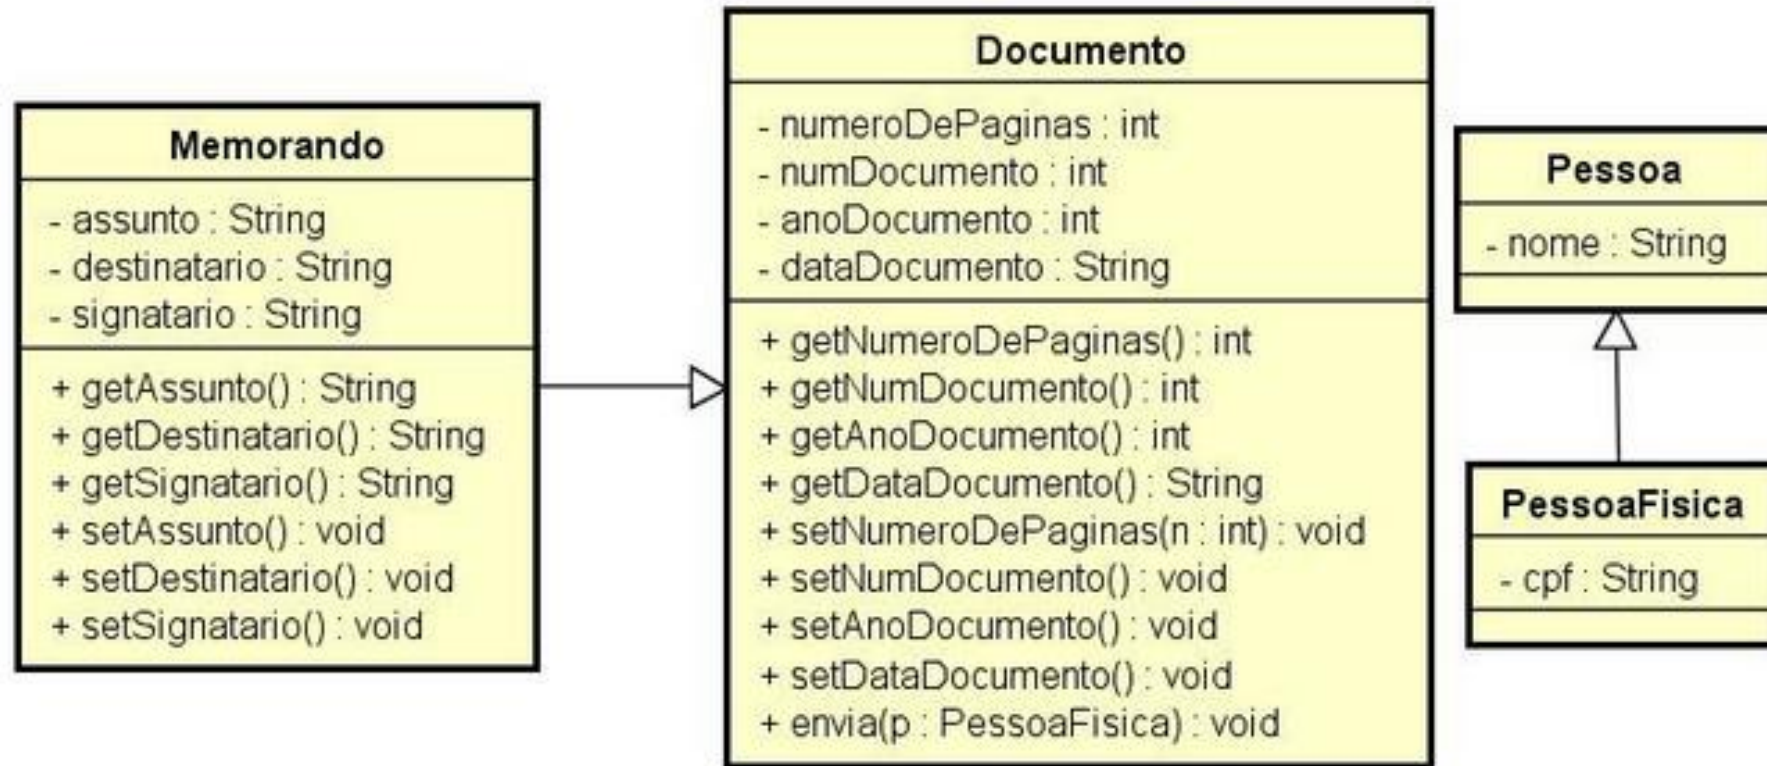 Memorando
- assunto : String
- destinatario : String
- signatario : String
+ getAssunto() : String
+ getDestinatario() : String
+ getSignatario() : String
+ setAssunto() : void
+ setDestinatario() : void
+ setSignatario() : void
Documento
- numeroDePaginas : int
- numDocumento : int
- anoDocumento : int
- dataDocumento : String
+ getNumeroDePaginas() : int
+ getNumDocumento() : int
+ getAnoDocumento() : int
+ getDataDocumento() : String
+ setNumeroDePaginas(n : int) : void
+ setNumDocumento() : void
+ setAnoDocumento() : void
+ setDataDocumento() : void
+ envia(p : PessoaFisica) : void
Pessoa
- nome : String
PessoaFisica
- cpf : String